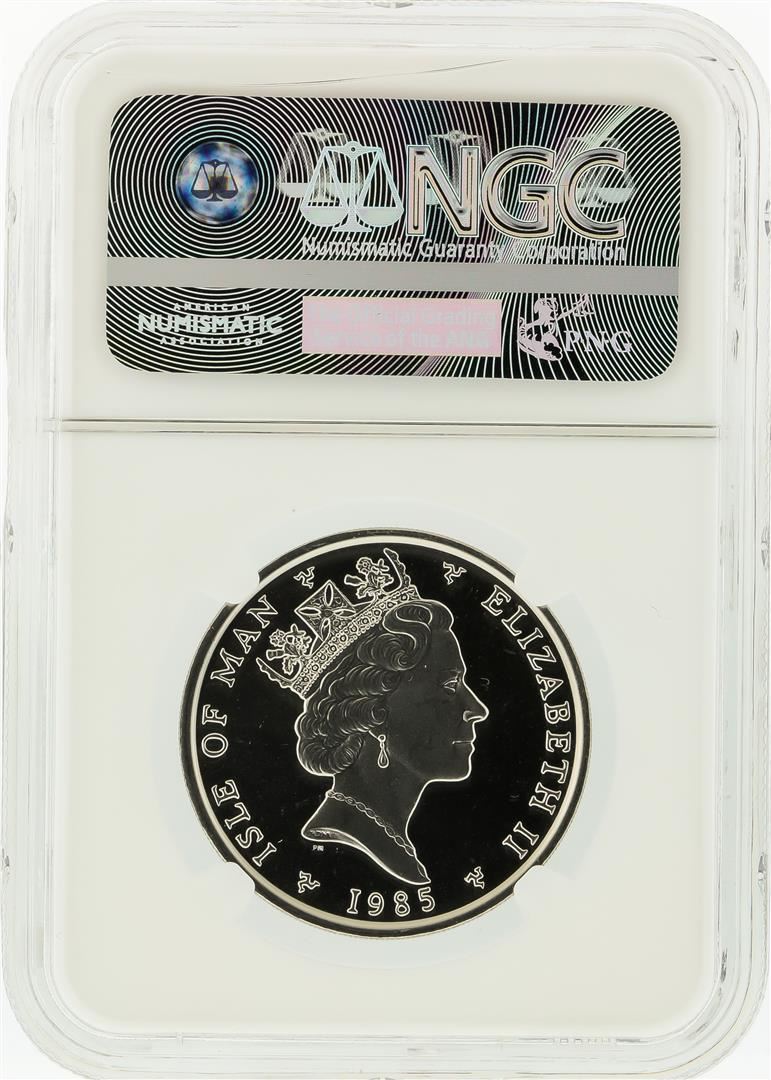 NGC
Numismatic Guaranty Corporation
AMERICAN
NUMISMATIC
ASSOCIATION
The Official Grading
Service of the ANA
PNG
ISLE OF MAN
ELIZABETH II
1985
PM